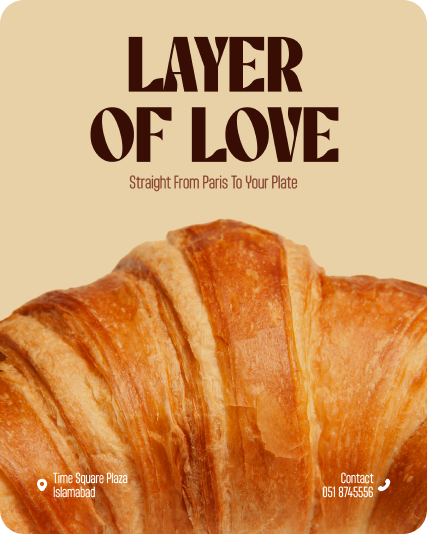 LAYER
OF LOVE
Straight From Paris To Your Plate
Time Square Plaza
Islamabad
Contact
051 8745556